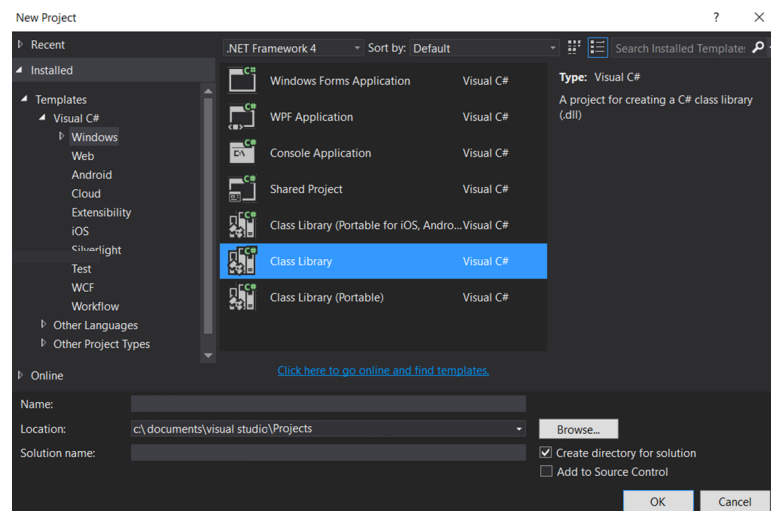 New Project
? ×
Recent
.NET Framework 4 Sort by: Default Search Installed Template:
Installed
Templates
Visual C#
Windows
Web
Android
Cloud
Extensibility
iOS
Silverlight
Test
WCF
Workflow
Other Languages
Other Project Types
Online
C# Windows Forms Application Visual C#
C# WPF Application Visual C#
C# C:\ Console Application Visual C#
C# Shared Project Visual C#
C# Class Library (Portable for iOS, Andro... Visual C#
C# Class Library Visual C#
C# Class Library (Portable) Visual C#
Click here to go online and find templates.
Type: Visual C#
A project for creating a C# class library
(.dll)
Name:
Location: c:\ documents\visual studio\Projects Browse...
Solution name:
Create directory for solution
Add to Source Control
OK Cancel